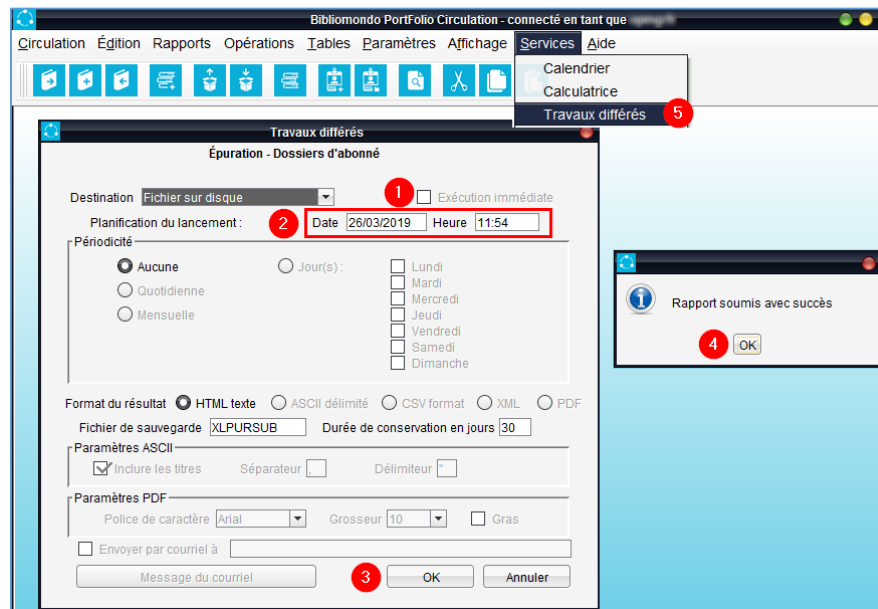 Bibliomondo PortFolio Circulation - connecté en tant que
Circulation Édition Rapports Opérations Tables Paramètres Affichage Services Aide
Calendrier
Calculatrice
Travaux différés 5
Travaux différés
Épuration - Dossiers d'abonné
Destination Fichier sur disque 1 Exécution immédiate
Planification du lancement : 2 Date 26/03/2019 Heure 11:54
Périodicité
Aucune Jour(s) : Lundi
Mardi
Quotidienne Mercredi
Mensuelle Jeudi
Vendredi
Samedi
Dimanche
Rapport soumis avec succès
4 OK
Format du résultat HTML texte ASCII délimité CSV format XML PDF
Fichier de sauvegarde XLPURSUB Durée de conservation en jours 30
Paramètres ASCII
Inclure les titres Séparateur , Délimiteur "
Paramètres PDF
Police de caractère Arial Grosseur 10 Gras
Envoyer par courriel à
Message du courriel 3 OK Annuler